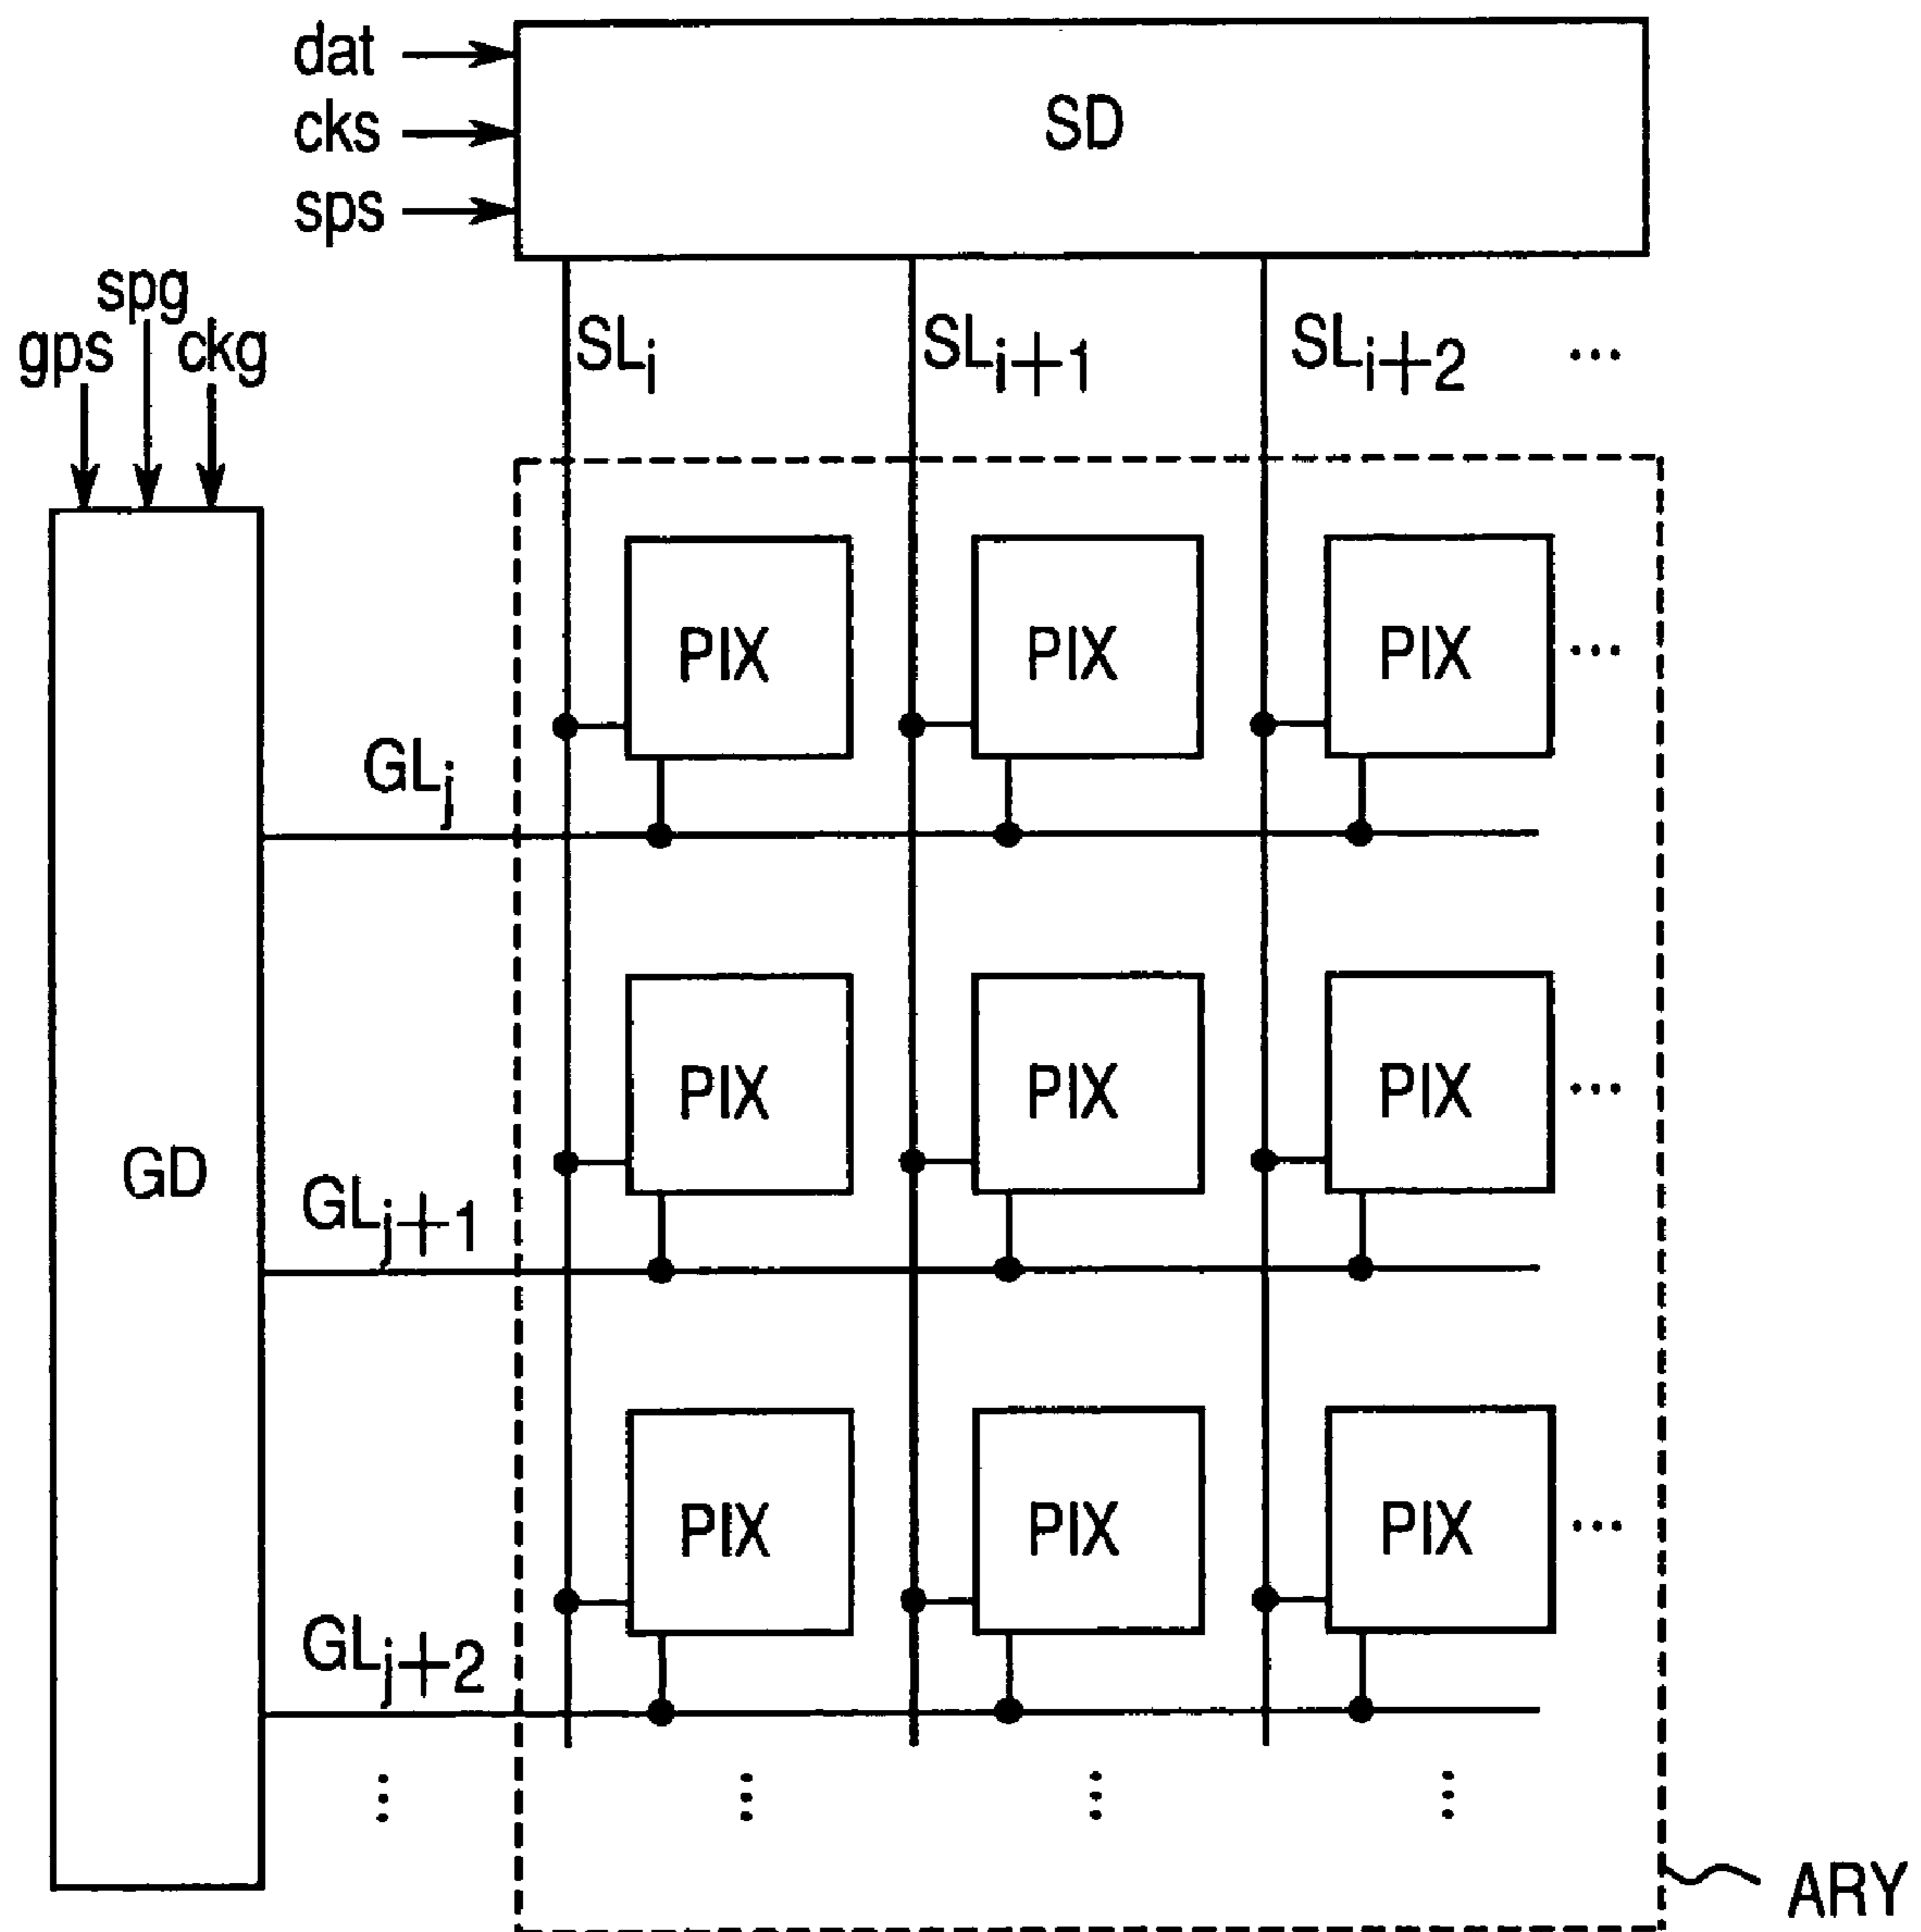 dat
cks
SD
sps
spg
gps ckg
SLi SLi+1 SLi+2 ...
PIX PIX PIX ...
GLj
PIX PIX PIX ...
GD
GLj+1
PIX PIX PIX ...
GLj+2
ARY